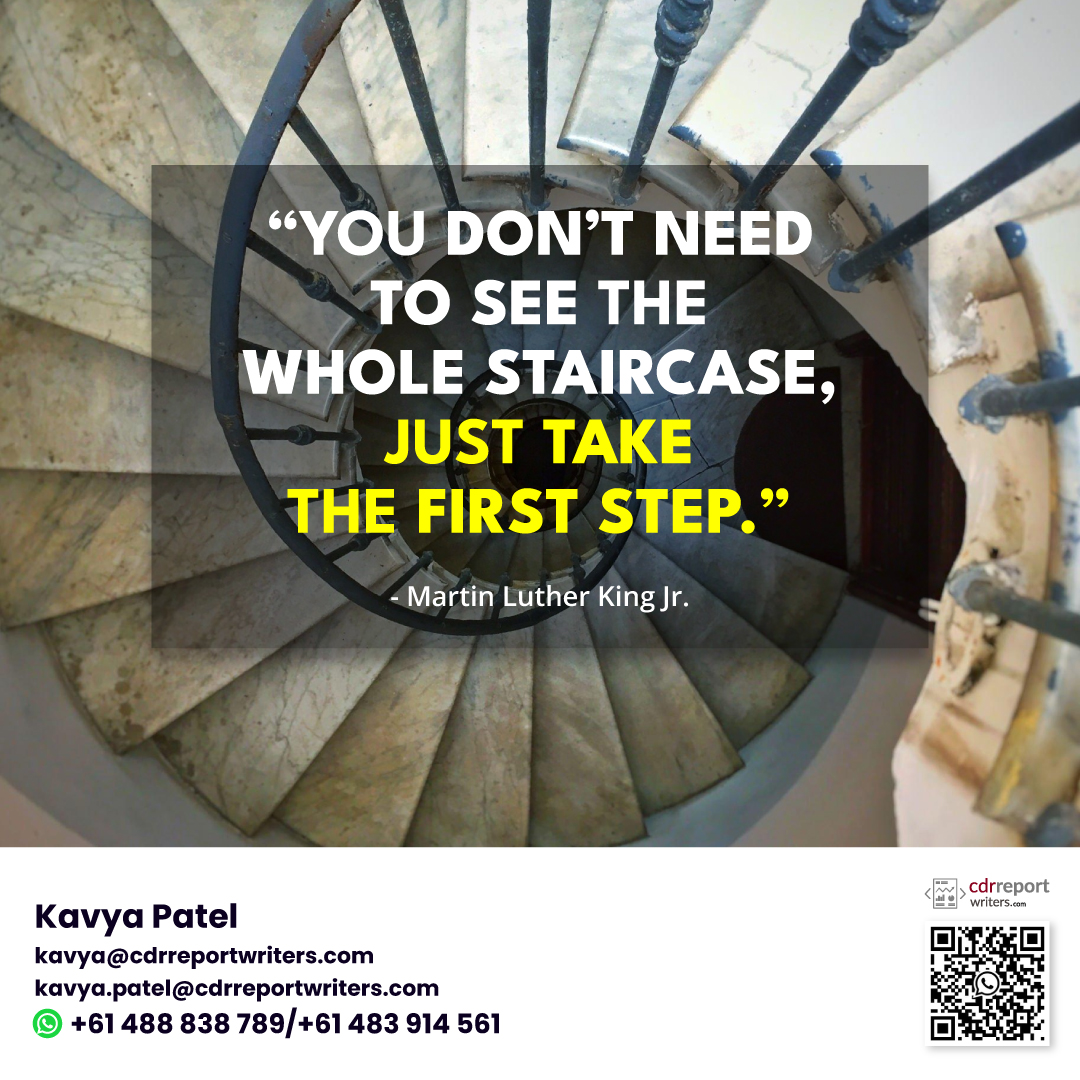 “YOU DON’T NEED
TO SEE THE
WHOLE STAIRCASE,
JUST TAKE
THE FIRST STEP.”
- Martin Luther King Jr.
Kavya Patel
kavya@cdrreportwriters.com
kavya.patel@cdrreportwriters.com
+61 488 838 789/+61 483 914 561
cdrreport
writers.com